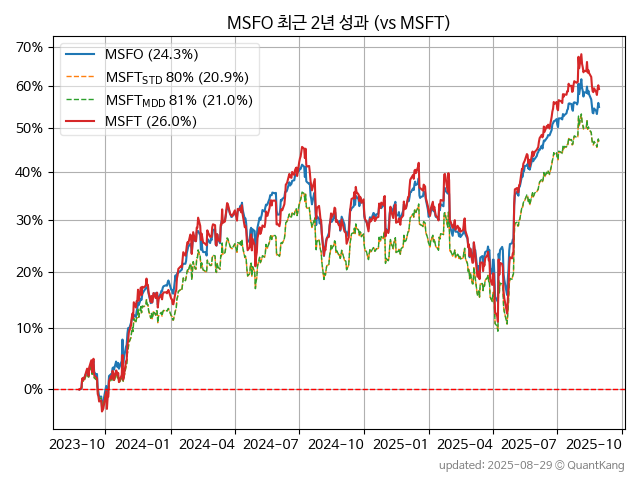 MSFO 최근 2년 성과 (vs MSFT)
MSFO (24.3%)
MSFT_STD 80% (20.9%)
MSFT_MDD 81% (21.0%)
MSFT (26.0%)
70%
60%
50%
40%
30%
20%
10%
0%
2023-10 2024-01 2024-04 2024-07 2024-10 2025-01 2025-04 2025-07 2025-10
updated: 2025-08-29 © QuantKang